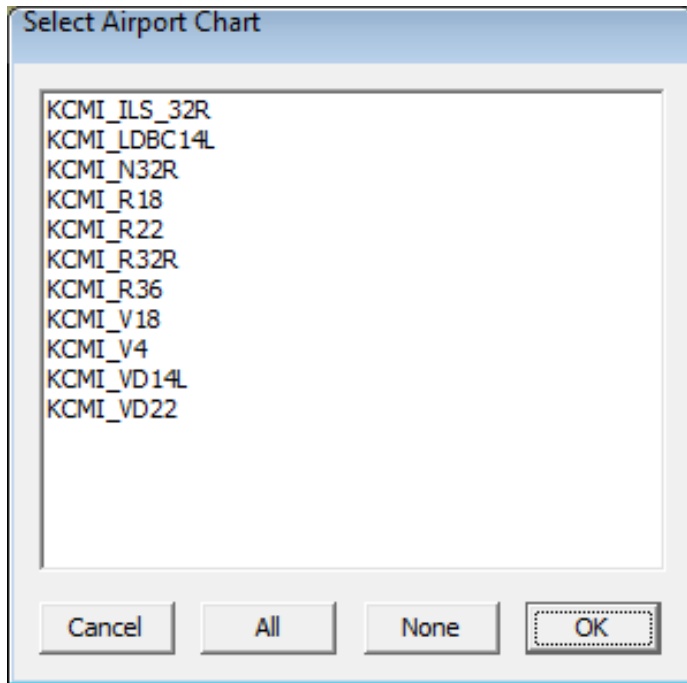 Select Airport Chart
KCMI_ILS_32R
KCMI_LDBC14L
KCMI_N32R
KCMI_R18
KCMI_R22
KCMI_R32R
KCMI_R36
KCMI_V18
KCMI_V4
KCMI_VD14L
KCMI_VD22
Cancel All None OK